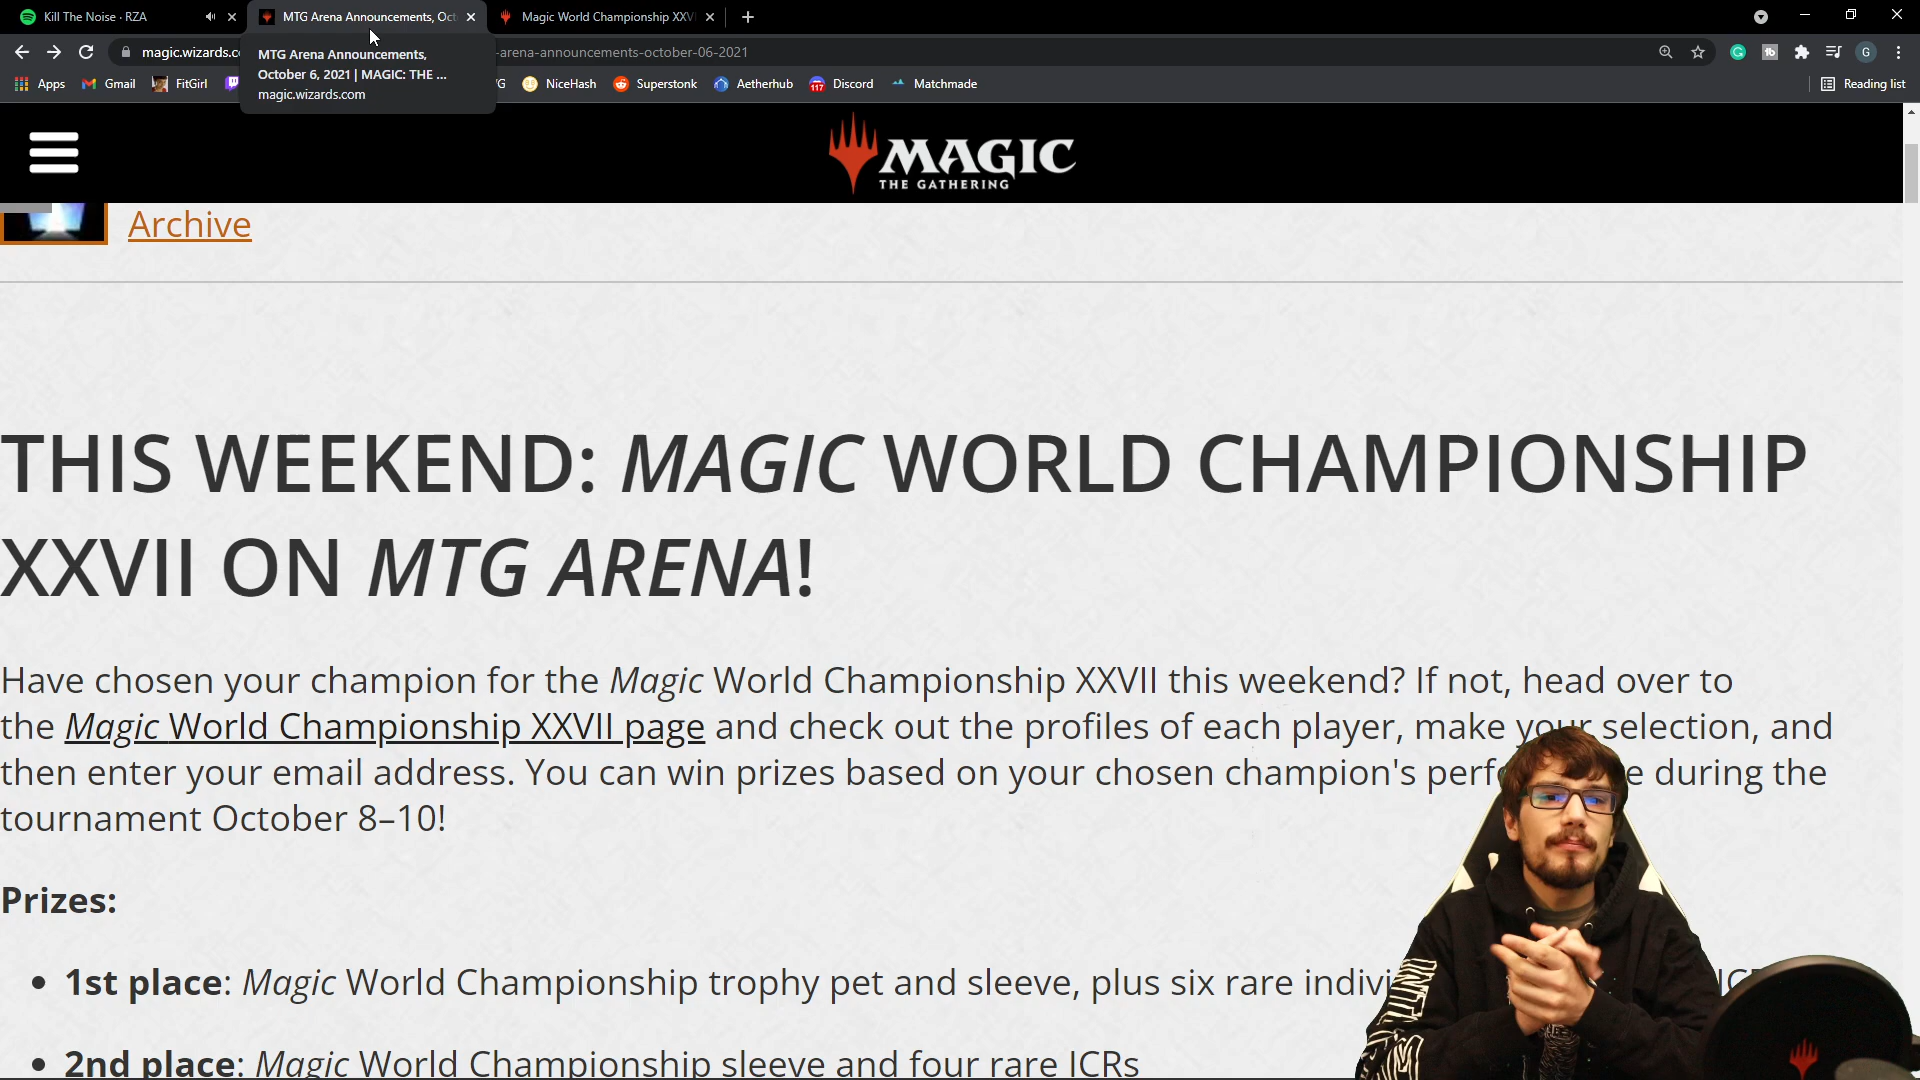 Kill The Noise · RZA
MTG Arena Announcements, Oct
Magic World Championship XXVI
magic.wizards.c
-arena-announcements-october-06-2021
G
MTG Arena Announcements,
October 6, 2021 | MAGIC: THE ...
magic.wizards.com
Apps Gmail FitGirl G NiceHash Superstonk Aetherhub 117 Discord Matchmade Reading list
MAGIC
THE GATHERING
Archive
THIS WEEKEND: MAGIC WORLD CHAMPIONSHIP
XXVII ON MTG ARENA!
Have chosen your champion for the Magic World Championship XXVII this weekend? If not, head over to
the Magic World Championship XXVII page and check out the profiles of each player, make your selection, and
then enter your email address. You can win prizes based on your chosen champion's perfo e during the
tournament October 8–10!
Prizes:
• 1st place: Magic World Championship trophy pet and sleeve, plus six rare indivi
• 2nd place: Magic World Championship sleeve and four rare ICRs